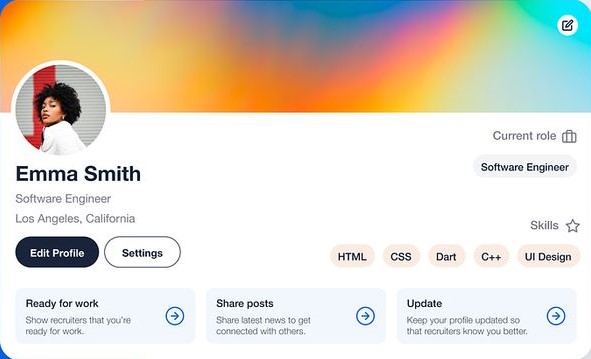 Current role
Software Engineer
Emma Smith
Software Engineer
Los Angeles, California
Skills
Edit Profile
Settings
HTML
CSS
Dart
C++
UI Design
Ready for work
Show recruiters that you're
ready for work.
Share posts
Share latest news to get
connected with others.
Update
Keep your profile updated so
that recruiters know you better.